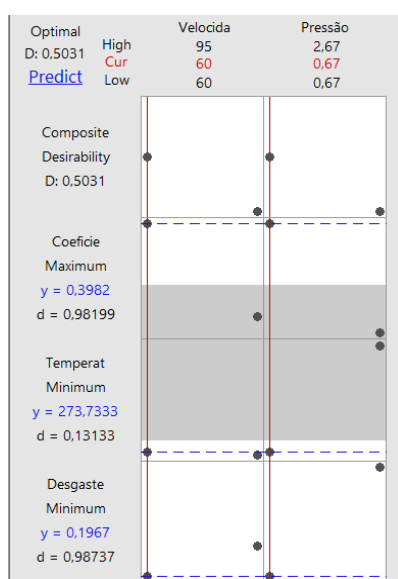 Optimal
D: 0,5031
Predict
High
Cur
Low
Velocida
95
60
60
Pressão
2,67
0,67
0,67
Composite
Desirability
D: 0,5031
Coeficie
Maximum
y = 0,3982
d = 0,98199
Temperat
Minimum
y = 273,7333
d = 0,13133
Desgaste
Minimum
y = 0,1967
d = 0,98737